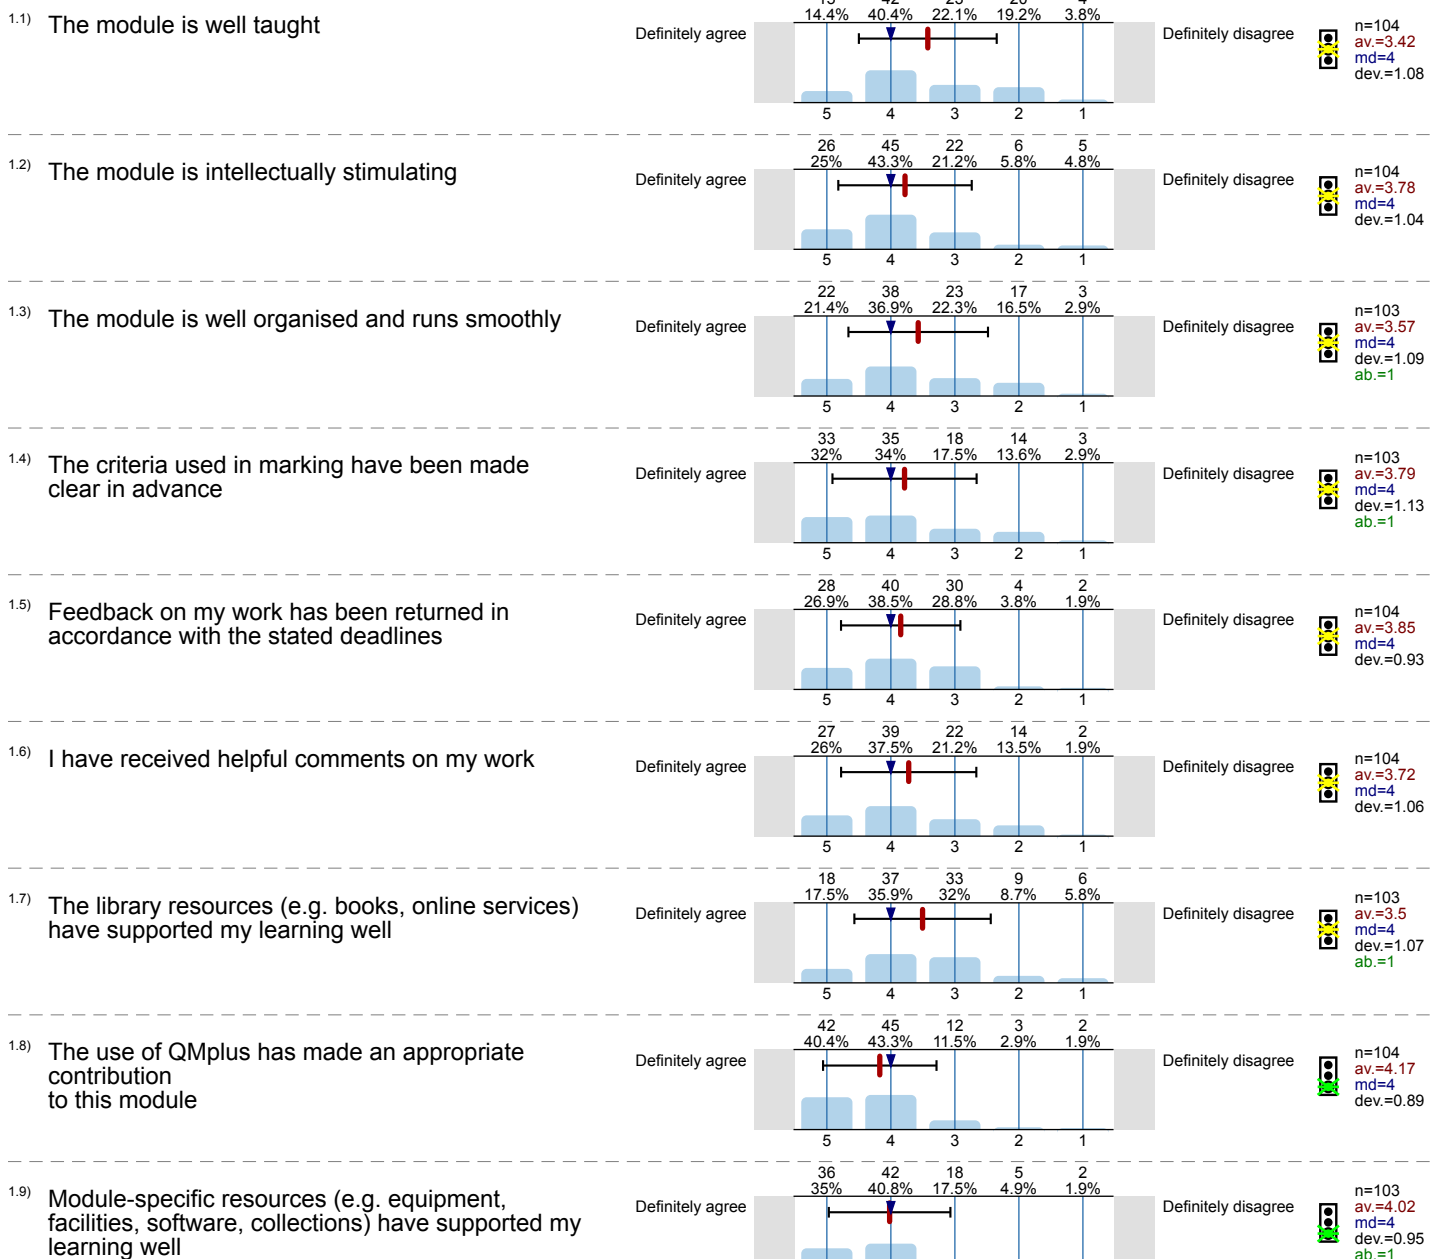 15 42 23 20 4
14.4% 40.4% 22.1% 19.2% 3.8%
1.1) The module is well taught
Definitely agree
Definitely disagree
n=104
av.=3.42
md=4
dev.=1.08
5 4 3 2 1
26 45 22 6 5
25% 43.3% 21.2% 5.8% 4.8%
1.2) The module is intellectually stimulating
Definitely agree
Definitely disagree
n=104
av.=3.78
md=4
dev.=1.04
5 4 3 2 1
22 38 23 17 3
21.4% 36.9% 22.3% 16.5% 2.9%
1.3) The module is well organised and runs smoothly
Definitely agree
Definitely disagree
n=103
av.=3.57
md=4
dev.=1.09
ab.=1
5 4 3 2 1
33 35 18 14 3
32% 34% 17.5% 13.6% 2.9%
1.4) The criteria used in marking have been made
clear in advance
Definitely agree
Definitely disagree
n=103
av.=3.79
md=4
dev.=1.13
ab.=1
5 4 3 2 1
28 40 30 4 2
26.9% 38.5% 28.8% 3.8% 1.9%
1.5) Feedback on my work has been returned in
accordance with the stated deadlines
Definitely agree
Definitely disagree
n=104
av.=3.85
md=4
dev.=0.93
5 4 3 2 1
27 39 22 14 2
26% 37.5% 21.2% 13.5% 1.9%
1.6) I have received helpful comments on my work
Definitely agree
Definitely disagree
n=104
av.=3.72
md=4
dev.=1.06
5 4 3 2 1
18 37 33 9 6
17.5% 35.9% 32% 8.7% 5.8%
1.7) The library resources (e.g. books, online services)
have supported my learning well
Definitely agree
Definitely disagree
n=103
av.=3.5
md=4
dev.=1.07
ab.=1
5 4 3 2 1
42 45 12 3 2
40.4% 43.3% 11.5% 2.9% 1.9%
1.8) The use of QMplus has made an appropriate
contribution
to this module
Definitely agree
Definitely disagree
n=104
av.=4.17
md=4
dev.=0.89
5 4 3 2 1
36 42 18 5 2
35% 40.8% 17.5% 4.9% 1.9%
1.9) Module-specific resources (e.g. equipment,
facilities, software, collections) have supported my
learning well
Definitely agree
Definitely disagree
n=103
av.=4.02
md=4
dev.=0.95
ab.=1